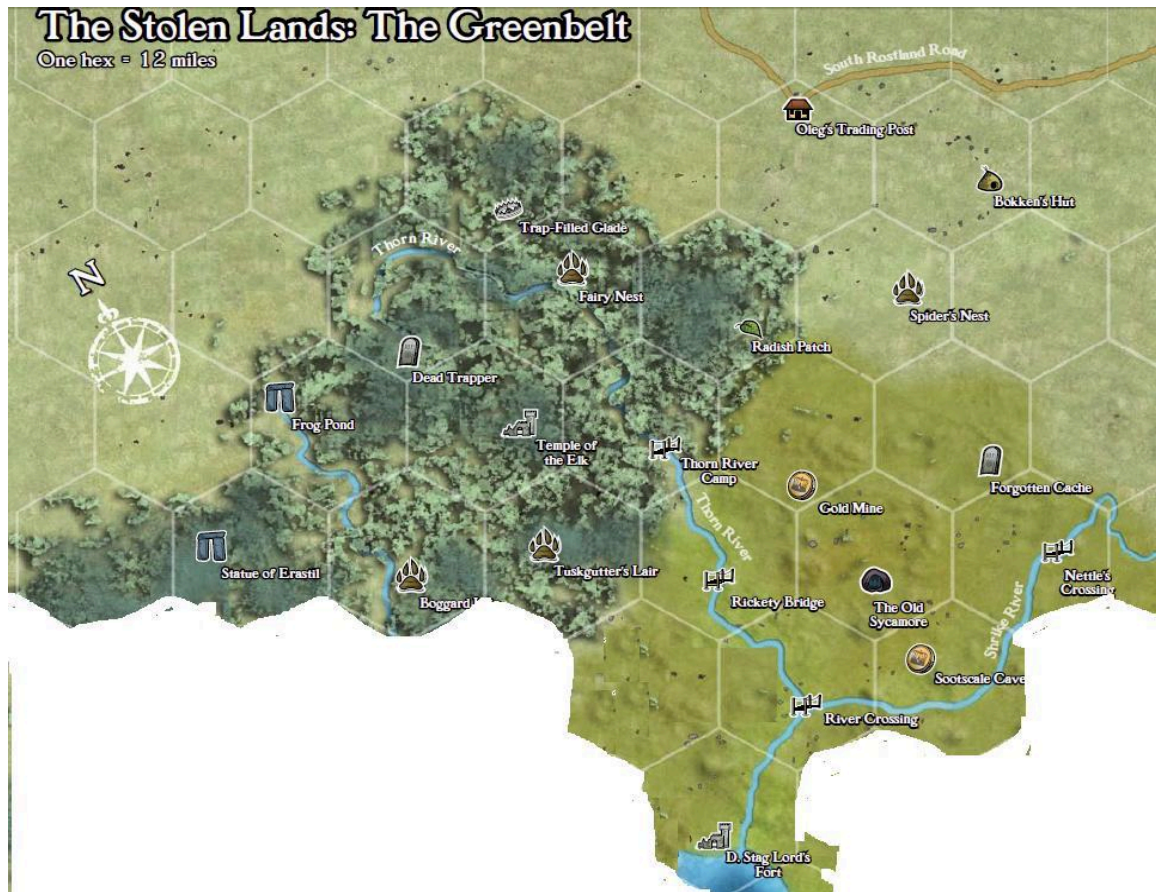 The Stolen Lands: The Greenbelt
One hex = 12 miles
South Rostland Road
Oleg's Trading Post
Bokken's Hut
Trap-Filled Glade
Thorn River
Fairy Nest
Spider's Nest
N
Radish Patch
Dead Trapper
Frog Pond
Temple of
the Elk
Thorn River
Camp
Forgotten Cache
Gold Mine
Thorn River
Statue of Erastil
Tuskgutter's Lair
Boggard
Rickety Bridge
Nettle's
Crossing
The Old
Sycamore
Shrike River
Sootscale Cave
River Crossing
D. Stag Lord's
Fort